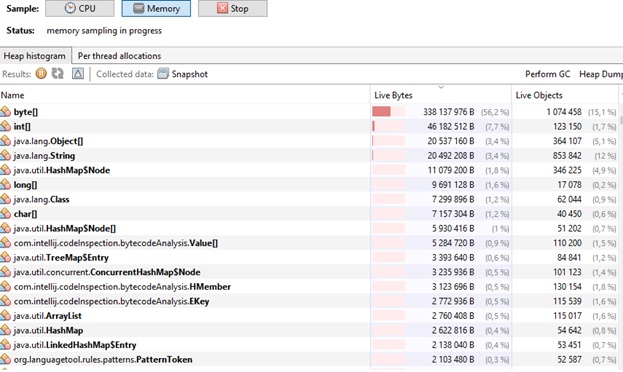 Sample: CPU Memory Stop
Status: memory sampling in progress
Heap histogram Per thread allocations
Results: Collected data: Snapshot Perform GC Heap Dump
Name Live Bytes Live Objects
byte[] 338 137 976 B (56,2 %) 1 074 458 (15,1 %)
int[] 46 182 512 B (7,7 %) 123 150 (1,7 %)
java.lang.Object[] 20 537 160 B (3,4 %) 364 107 (5,1 %)
java.lang.String 20 492 208 B (3,4 %) 853 842 (12 %)
java.util.HashMap$Node 11 079 200 B (1,8 %) 346 225 (4,9 %)
long[] 9 691 128 B (1,6 %) 17 078 (0,2 %)
java.lang.Class 7 299 896 B (1,2 %) 62 044 (0,9 %)
char[] 7 157 304 B (1,2 %) 40 450 (0,6 %)
java.util.HashMap$Node[] 5 930 416 B (1 %) 51 202 (0,7 %)
com.intellij.codeInspection.bytecodeAnalysis.Value[] 5 284 720 B (0,9 %) 110 200 (1,5 %)
java.util.TreeMap$Entry 3 393 640 B (0,6 %) 84 841 (1,2 %)
java.util.concurrent.ConcurrentHashMap$Node 3 235 936 B (0,5 %) 101 123 (1,4 %)
com.intellij.codeInspection.bytecodeAnalysis.HMember 3 123 696 B (0,5 %) 130 154 (1,8 %)
com.intellij.codeInspection.bytecodeAnalysis.EKey 2 772 936 B (0,5 %) 115 539 (1,6 %)
java.util.ArrayList 2 760 408 B (0,5 %) 115 017 (1,6 %)
java.util.HashMap 2 622 816 B (0,4 %) 54 642 (0,8 %)
java.util.LinkedHashMap$Entry 2 138 040 B (0,4 %) 53 451 (0,7 %)
org.languagetool.rules.patterns.PatternToken 2 103 480 B (0,3 %) 52 587 (0,7 %)